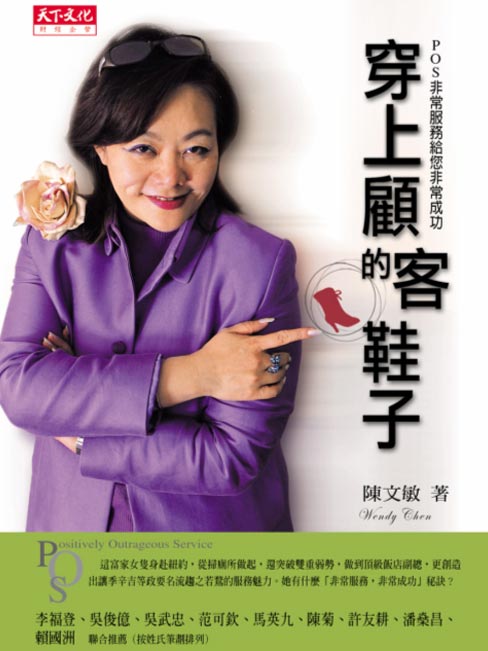 天下文化
財經企管
POS非常服務給您非常成功
穿上顧客的鞋子
陳文敏 著
Wendy Chen
Positively Outrageous Service
POS
這富家女隻身赴紐約，從掃廁所做起，還突破雙重弱勢，做到頂級飯店副總，更創造
出讓季辛吉等政要名流趨之若鶩的服務魅力。她有什麼「非常服務，非常成功」秘訣？
李福登、吳俊億、吳武忠、范可欽、馬英九、陳菊、許友耕、潘燊昌、
賴國洲 聯合推薦（按姓氏筆劃排列）